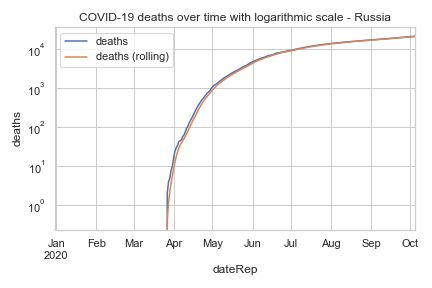 COVID-19 deaths over time with logarithmic scale - Russia
deaths
deaths (rolling)
10⁴
10³
10²
10¹
10⁰
deaths
Jan Feb Mar Apr May Jun Jul Aug Sep Oct
2020
dateRep